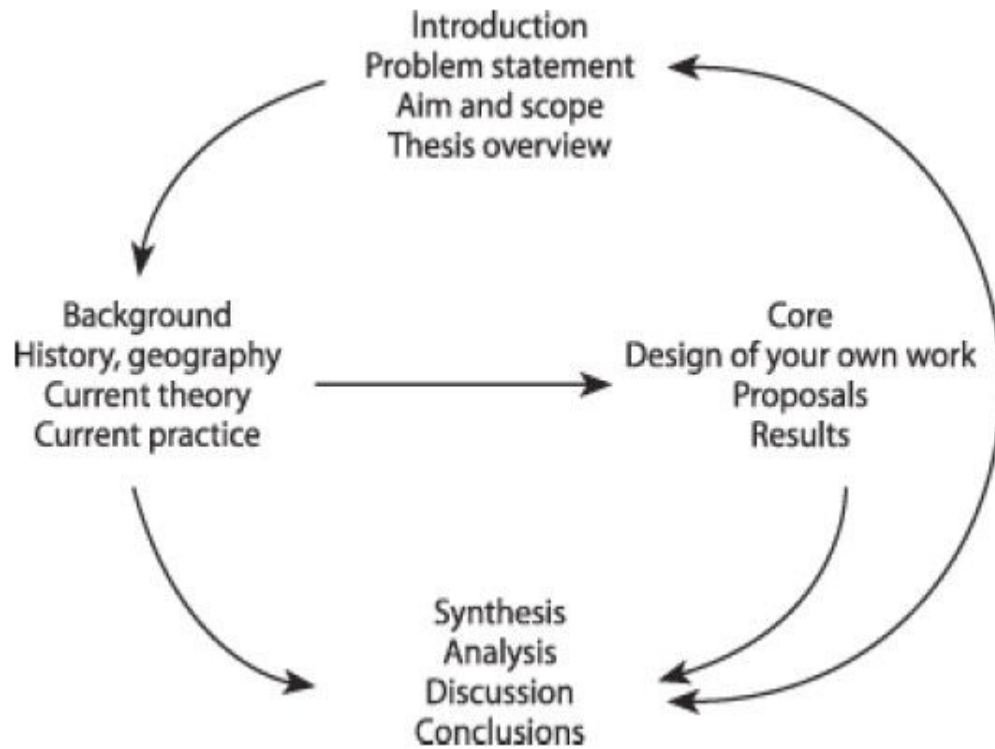 Introduction
Problem statement
Aim and scope
Thesis overview
Background
History, geography
Current theory
Current practice
Core
Design of your own work
Proposals
Results
Synthesis
Analysis
Discussion
Conclusions